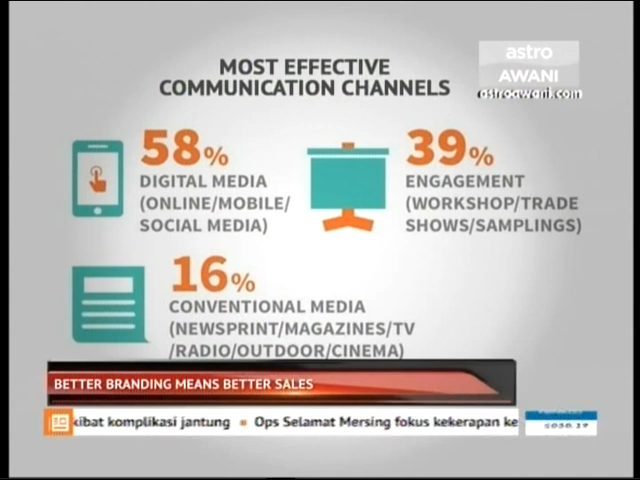 MOST EFFECTIVE
COMMUNICATION CHANNELS
astro
AWANI
astroawani.com
58%
DIGITAL MEDIA
(ONLINE/MOBILE/
SOCIAL MEDIA)
39%
ENGAGEMENT
(WORKSHOP/TRADE
SHOWS/SAMPLINGS)
16%
CONVENTIONAL MEDIA
(NEWSPRINT/MAGAZINES/TV
/RADIO/OUTDOOR/CINEMA)
BETTER BRANDING MEANS BETTER SALES
kibat komplikasi jantung ▪ Ops Selamat Mersing fokus kekerapan ke